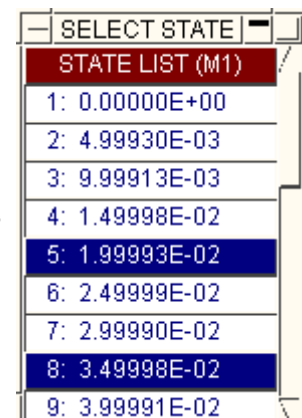 SELECT STATE
STATE LIST (M1)
1: 0.00000E+00
2: 4.99930E-03
3: 9.99913E-03
4: 1.49998E-02
5: 1.99993E-02
6: 2.49999E-02
7: 2.99990E-02
8: 3.49998E-02
9: 3.99991E-02